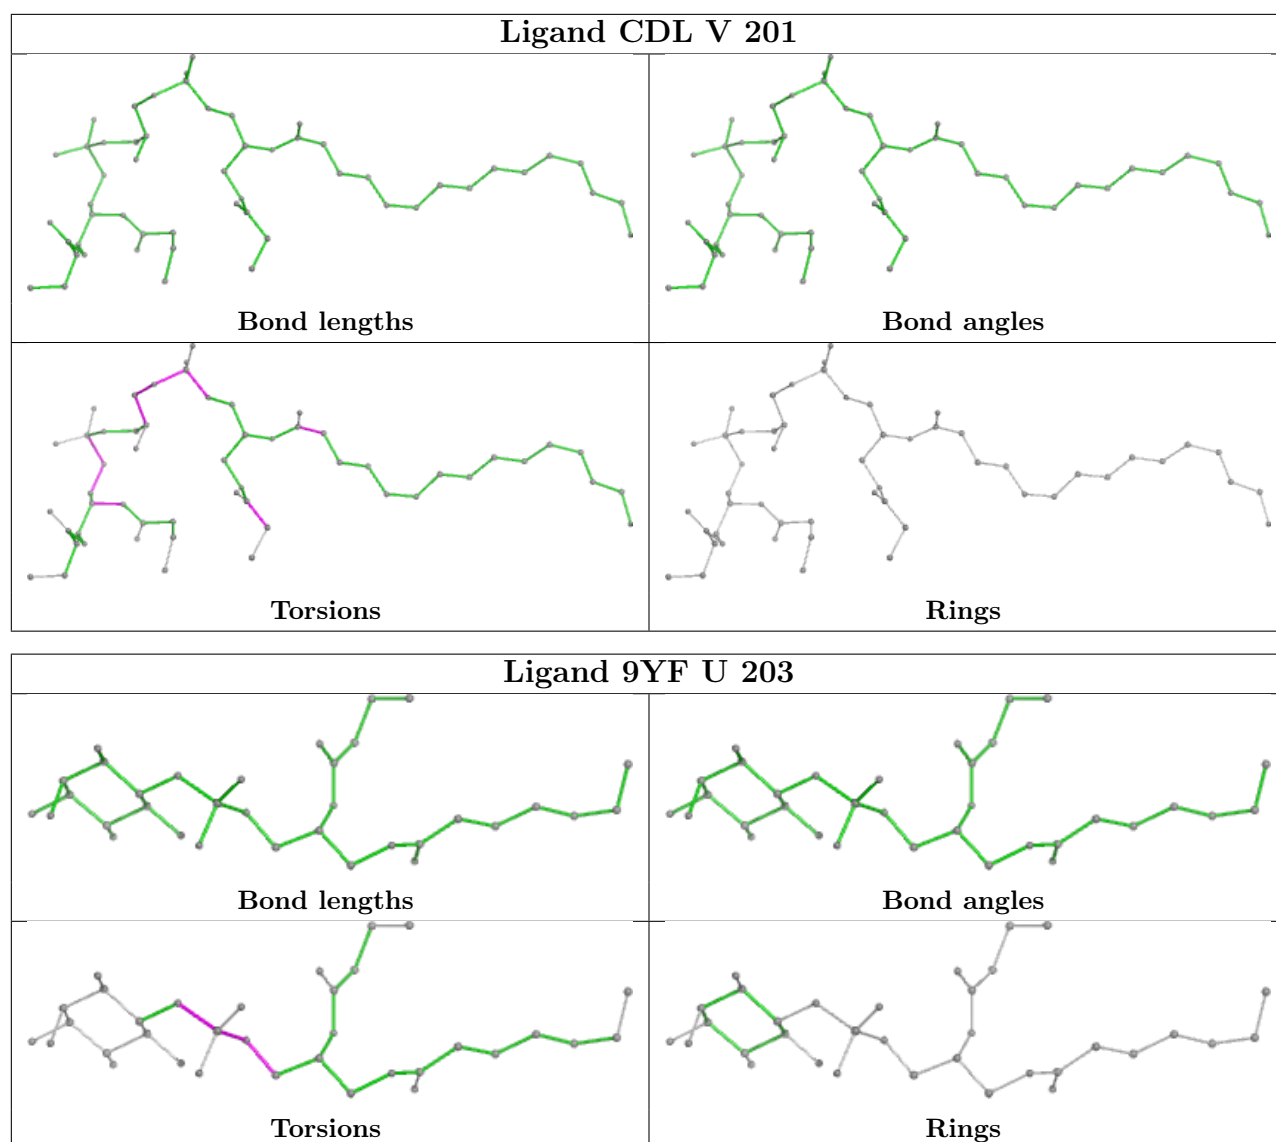 Ligand CDL V 201
Bond lengths
Bond angles
Torsions
Rings
Ligand 9YF U 203
Bond lengths
Bond angles
Torsions
Rings